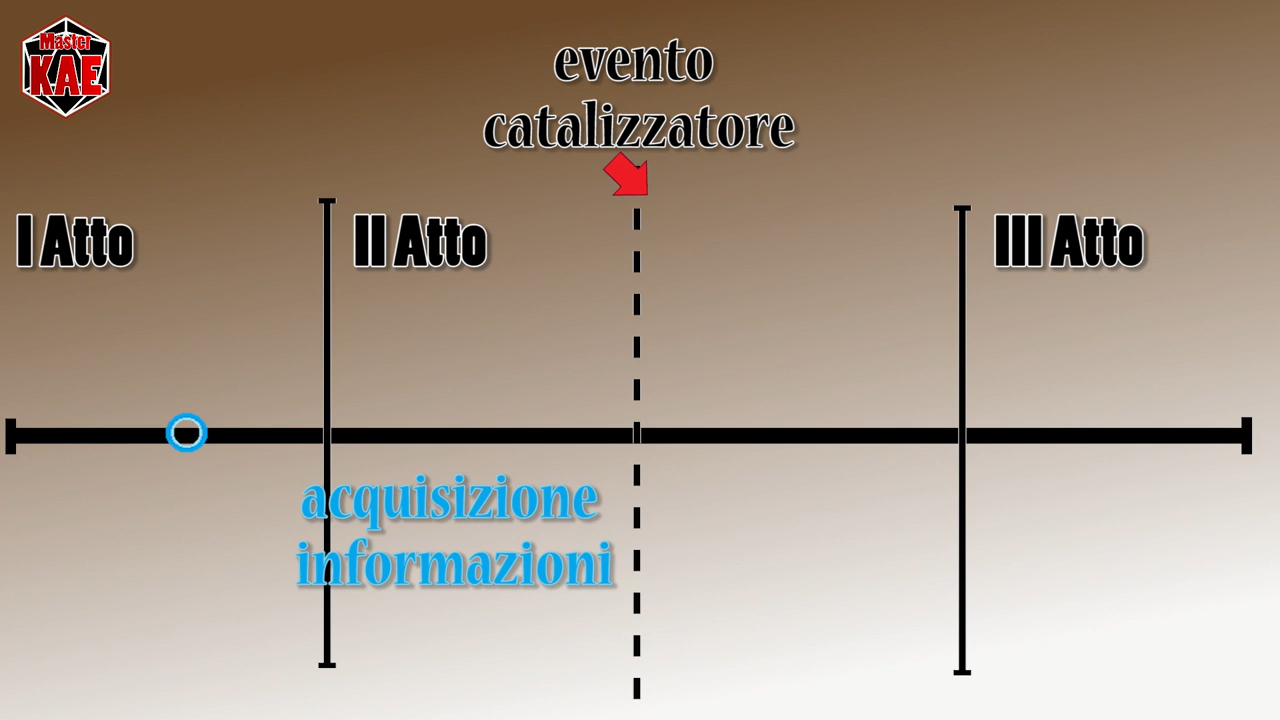 Master
KAE
evento
catalizzatore
I Atto
II Atto
III Atto
acquisizione
informazioni